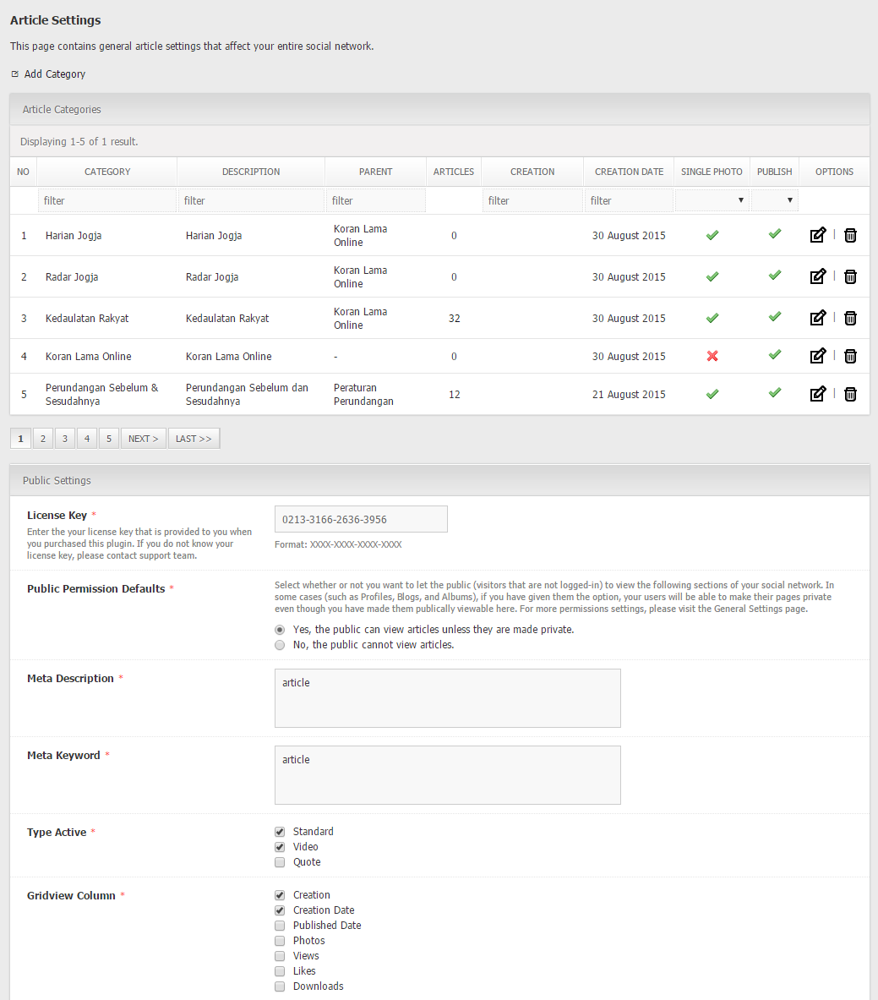 Article Settings
This page contains general article settings that affect your entire social network.
Add Category
Article Categories
Displaying 1-5 of 1 result.
NO CATEGORY DESCRIPTION PARENT ARTICLES CREATION CREATION DATE SINGLE PHOTO PUBLISH OPTIONS
filter filter filter filter filter
1 Harian Jogja Harian Jogja Koran Lama Online 0 30 August 2015 |
2 Radar Jogja Radar Jogja Koran Lama Online 0 30 August 2015 |
3 Kedaulatan Rakyat Kedaulatan Rakyat Koran Lama Online 32 30 August 2015 |
4 Koran Lama Online Koran Lama Online - 0 30 August 2015 |
5 Perundangan Sebelum & Sesudahnya Perundangan Sebelum dan Sesudahnya Peraturan Perundangan 12 21 August 2015 |
1 2 3 4 5 NEXT > LAST >>
Public Settings
License Key *
Enter the your license key that is provided to you when
you purchased this plugin. If you do not know your
license key, please contact support team.
0213-3166-2636-3956
Format: XXXX-XXXX-XXXX-XXXX
Public Permission Defaults *
Select whether or not you want to let the public (visitors that are not logged-in) to view the following sections of your social network. In
some cases (such as Profiles, Blogs, and Albums), if you have given them the option, your users will be able to make their pages private
even though you have made them publically viewable here. For more permissions settings, please visit the General Settings page.
Yes, the public can view articles unless they are made private.
No, the public cannot view articles.
Meta Description *
article
Meta Keyword *
article
Type Active *
Standard
Video
Quote
Gridview Column *
Creation
Creation Date
Published Date
Photos
Views
Likes
Downloads